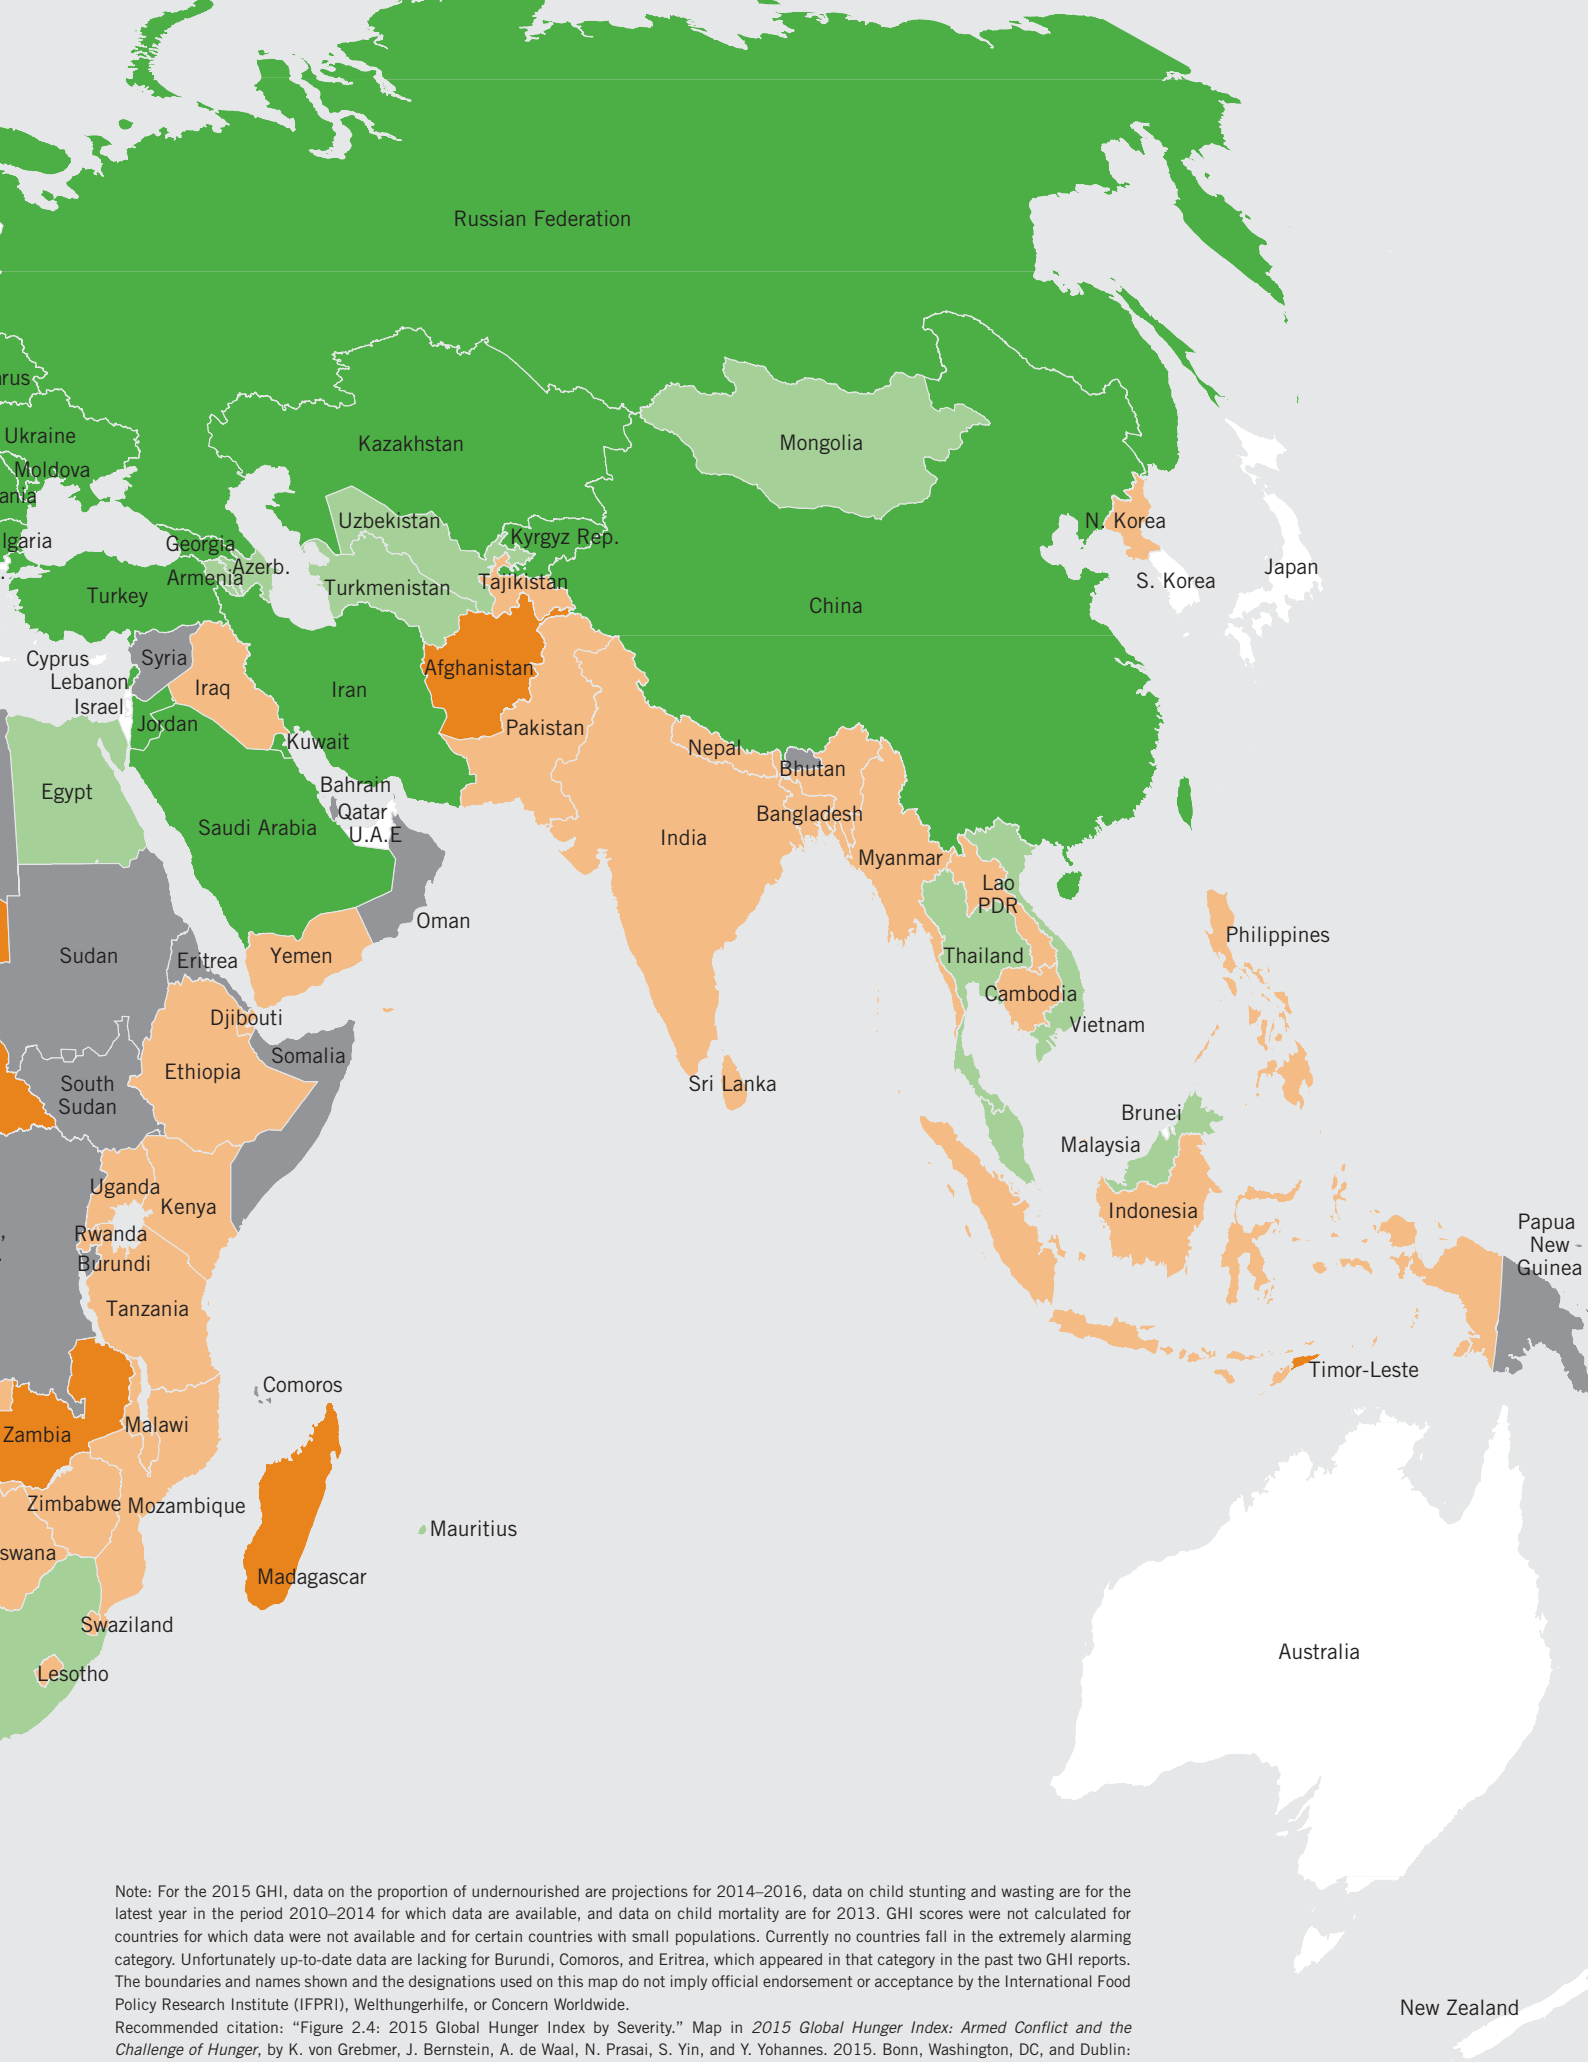 Russian Federation
arus
Ukraine
Kazakhstan
Mongolia
Moldova
ania
Uzbekistan
N. Korea
lgaria
Georgia
Kyrgyz Rep.
Azerb.
Japan
Armenia
Turkmenistan
Tajikistan
S. Korea
Turkey
China
Cyprus
Syria
Afghanistan
Lebanon
Iraq
Iran
Israel
Jordan
Pakistan
Kuwait
Nepal
Bhutan
Bahrain
Egypt
Qatar
Bangladesh
Saudi Arabia
U.A.E
India
Myanmar
Lao
PDR
Oman
Philippines
Sudan
Eritrea
Yemen
Thailand
Cambodia
Djibouti
Vietnam
Somalia
Ethiopia
South
Sudan
Sri Lanka
Brunei
Malaysia
Uganda
Kenya
Indonesia
Rwanda
Papua
New
Guinea
Burundi
Tanzania
Timor-Leste
Comoros
Malawi
Zambia
Zimbabwe
Mozambique
Mauritius
swana
Madagascar
Swaziland
Australia
Lesotho
Note: For the 2015 GHI, data on the proportion of undernourished are projections for 2014–2016, data on child stunting and wasting are for the
latest year in the period 2010–2014 for which data are available, and data on child mortality are for 2013. GHI scores were not calculated for
countries for which data were not available and for certain countries with small populations. Currently no countries fall in the extremely alarming
category. Unfortunately up-to-date data are lacking for Burundi, Comoros, and Eritrea, which appeared in that category in the past two GHI reports.
The boundaries and names shown and the designations used on this map do not imply official endorsement or acceptance by the International Food
Policy Research Institute (IFPRI), Welthungerhilfe, or Concern Worldwide.
New Zealand
Recommended citation: “Figure 2.4: 2015 Global Hunger Index by Severity.” Map in 2015 Global Hunger Index: Armed Conflict and the
Challenge of Hunger, by K. von Grebmer, J. Bernstein, A. de Waal, N. Prasai, S. Yin, and Y. Yohannes. 2015. Bonn, Washington, DC, and Dublin: